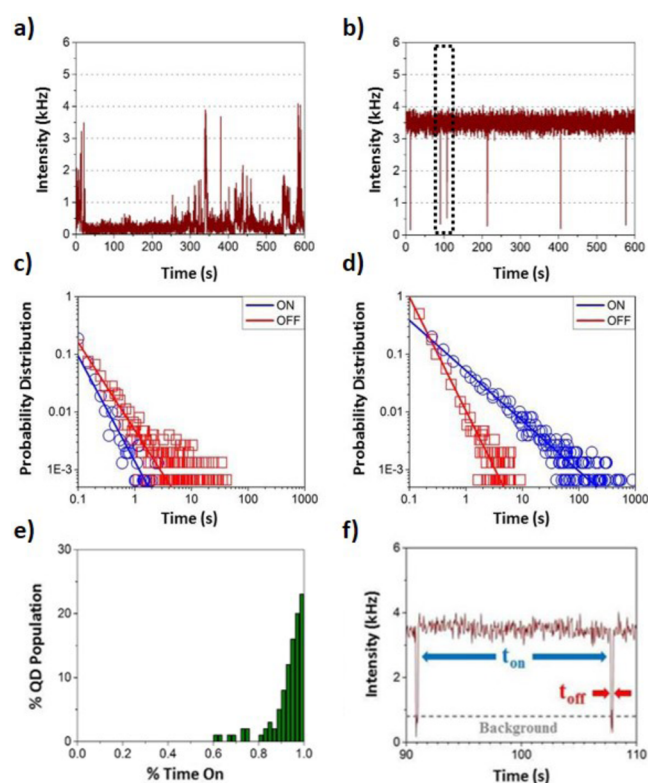 a)
6
5
4
3
2
1
0
Intensity (kHz)
0 100 200 300 400 500 600
Time (s)
b)
6
5
4
3
2
1
0
Intensity (kHz)
0 100 200 300 400 500 600
Time (s)
c)
1
0.1
0.01
1E-3
Probability Distribution
ON
OFF
0.1 1 10 100 1000
Time (s)
d)
1
0.1
0.01
1E-3
Probability Distribution
ON
OFF
0.1 1 10 100 1000
Time (s)
e)
30
20
10
0
% QD Population
0.0 0.2 0.4 0.6 0.8 1.0
% Time On
f)
6
4
2
0
Intensity (kHz)
ton
toff
Background
90 100 110
Time (s)